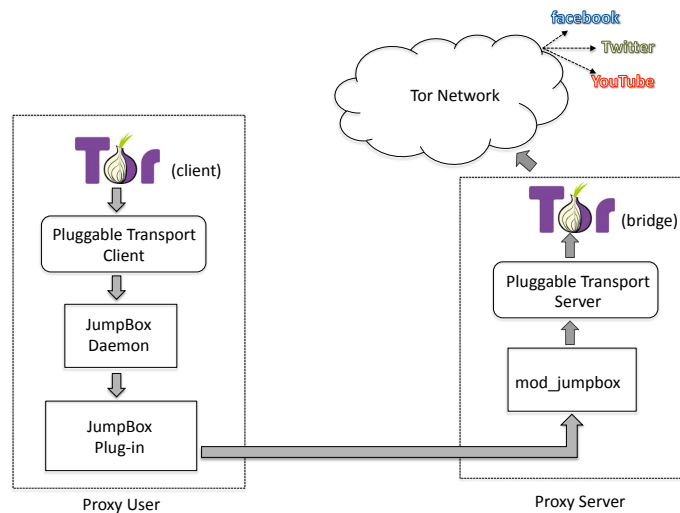 facebook
Twitter
YouTube
Tor Network
Tor (client)
Pluggable Transport
Client
JumpBox
Daemon
JumpBox
Plug-in
Proxy User
Tor (bridge)
Pluggable Transport
Server
mod_jumpbox
Proxy Server